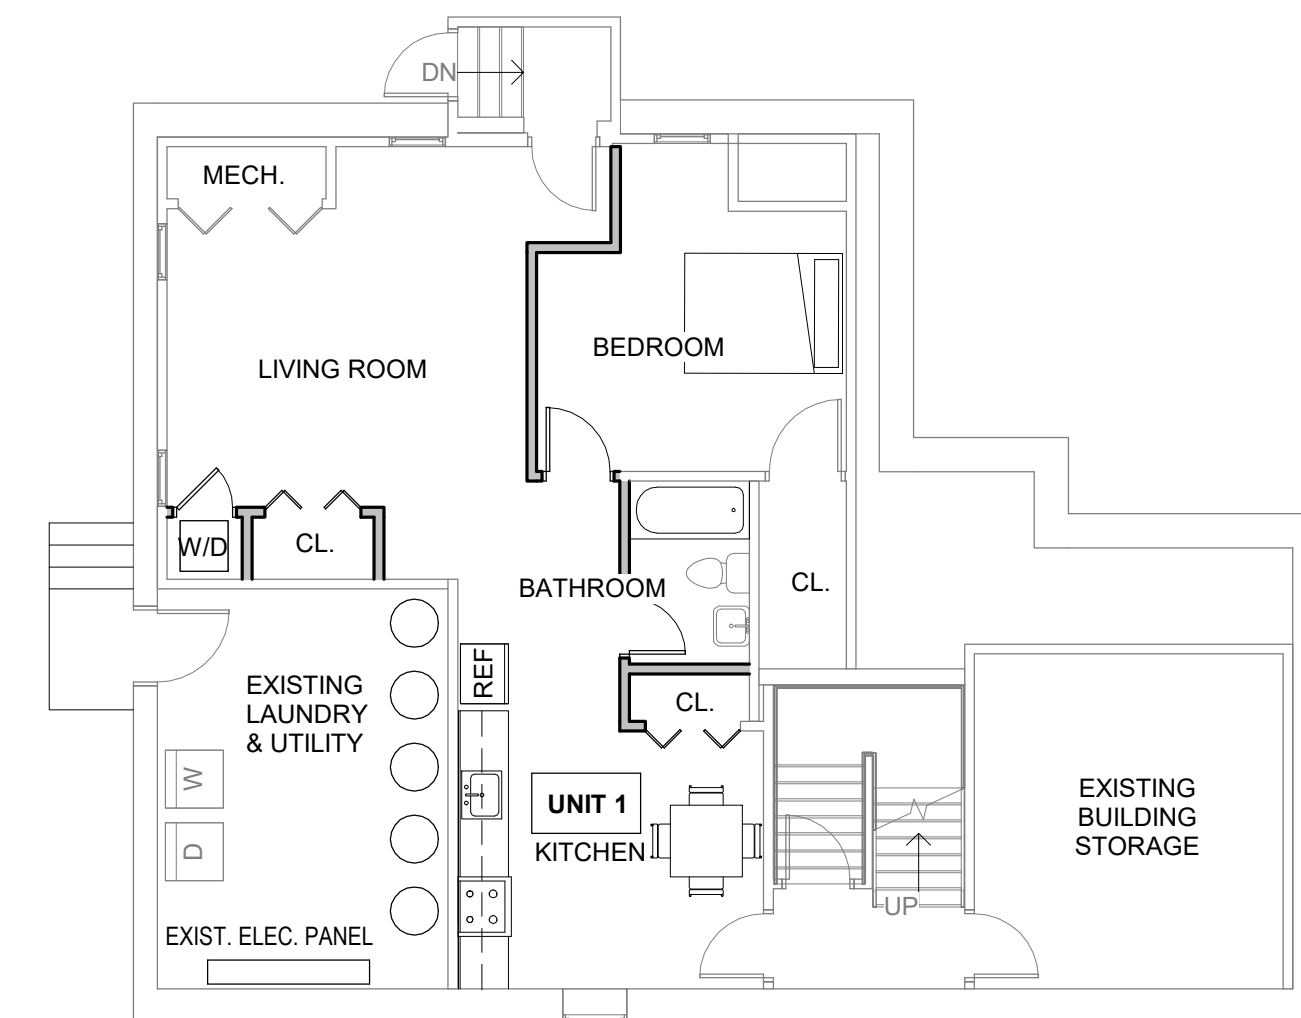 DN
MECH.
BEDROOM
LIVING ROOM
W/D
CL.
BATHROOM
CL.
REF
EXISTING
LAUNDRY
& UTILITY
CL.
W
UNIT 1
KITCHEN
EXISTING
BUILDING
STORAGE
D
UP
EXIST. ELEC. PANEL